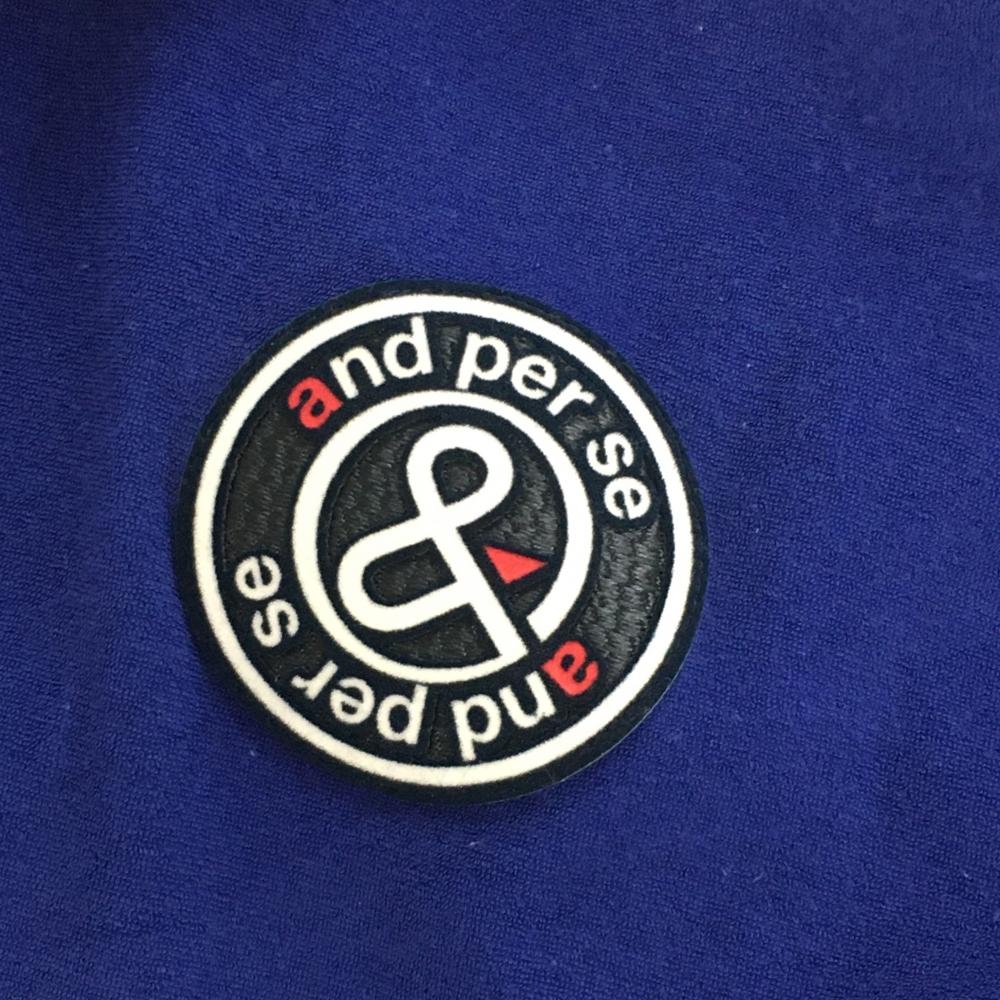 and per se
&
and per se